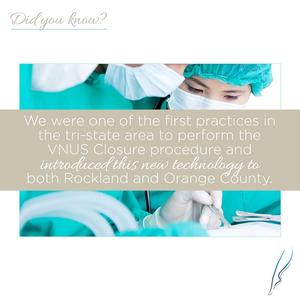 Did you know?
We were one of the first practices in
the tri-state area to perform the
VNUS Closure procedure and
introduced this new technology to
both Rockland and Orange County.